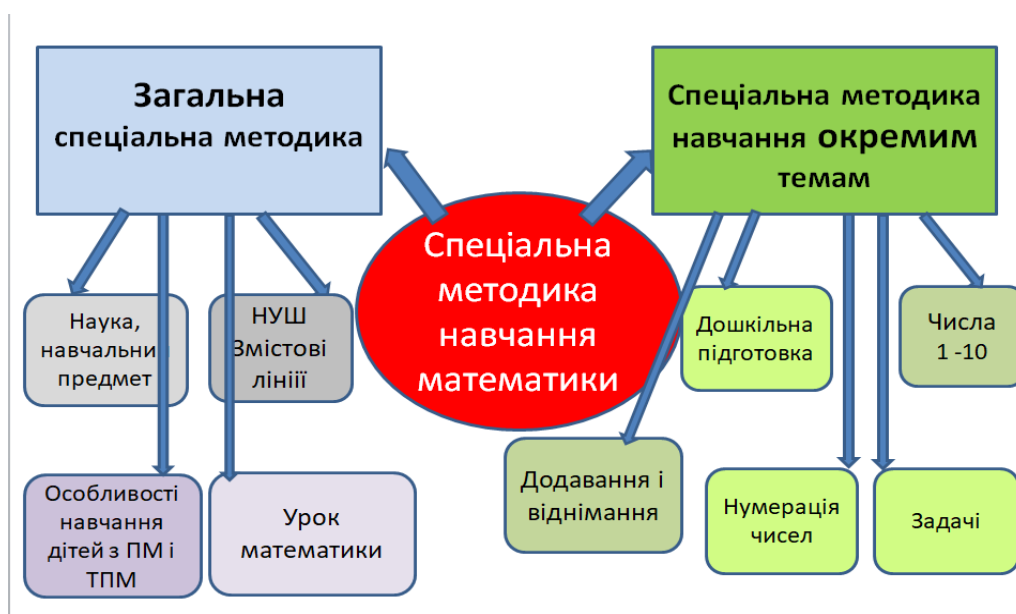 Загальна
спеціальна методика
Спеціальна методика
навчання окремим
темам
Спеціальна
методика
навчання
математики
Наука,
навчальний
предмет
НУШ
Змістові
лініії
Дошкільна
підготовка
Числа
1 -10
Особливості
навчання
дітей з ПМ і
ТПМ
Урок
математики
Додавання і
віднімання
Нумерація
чисел
Задачі